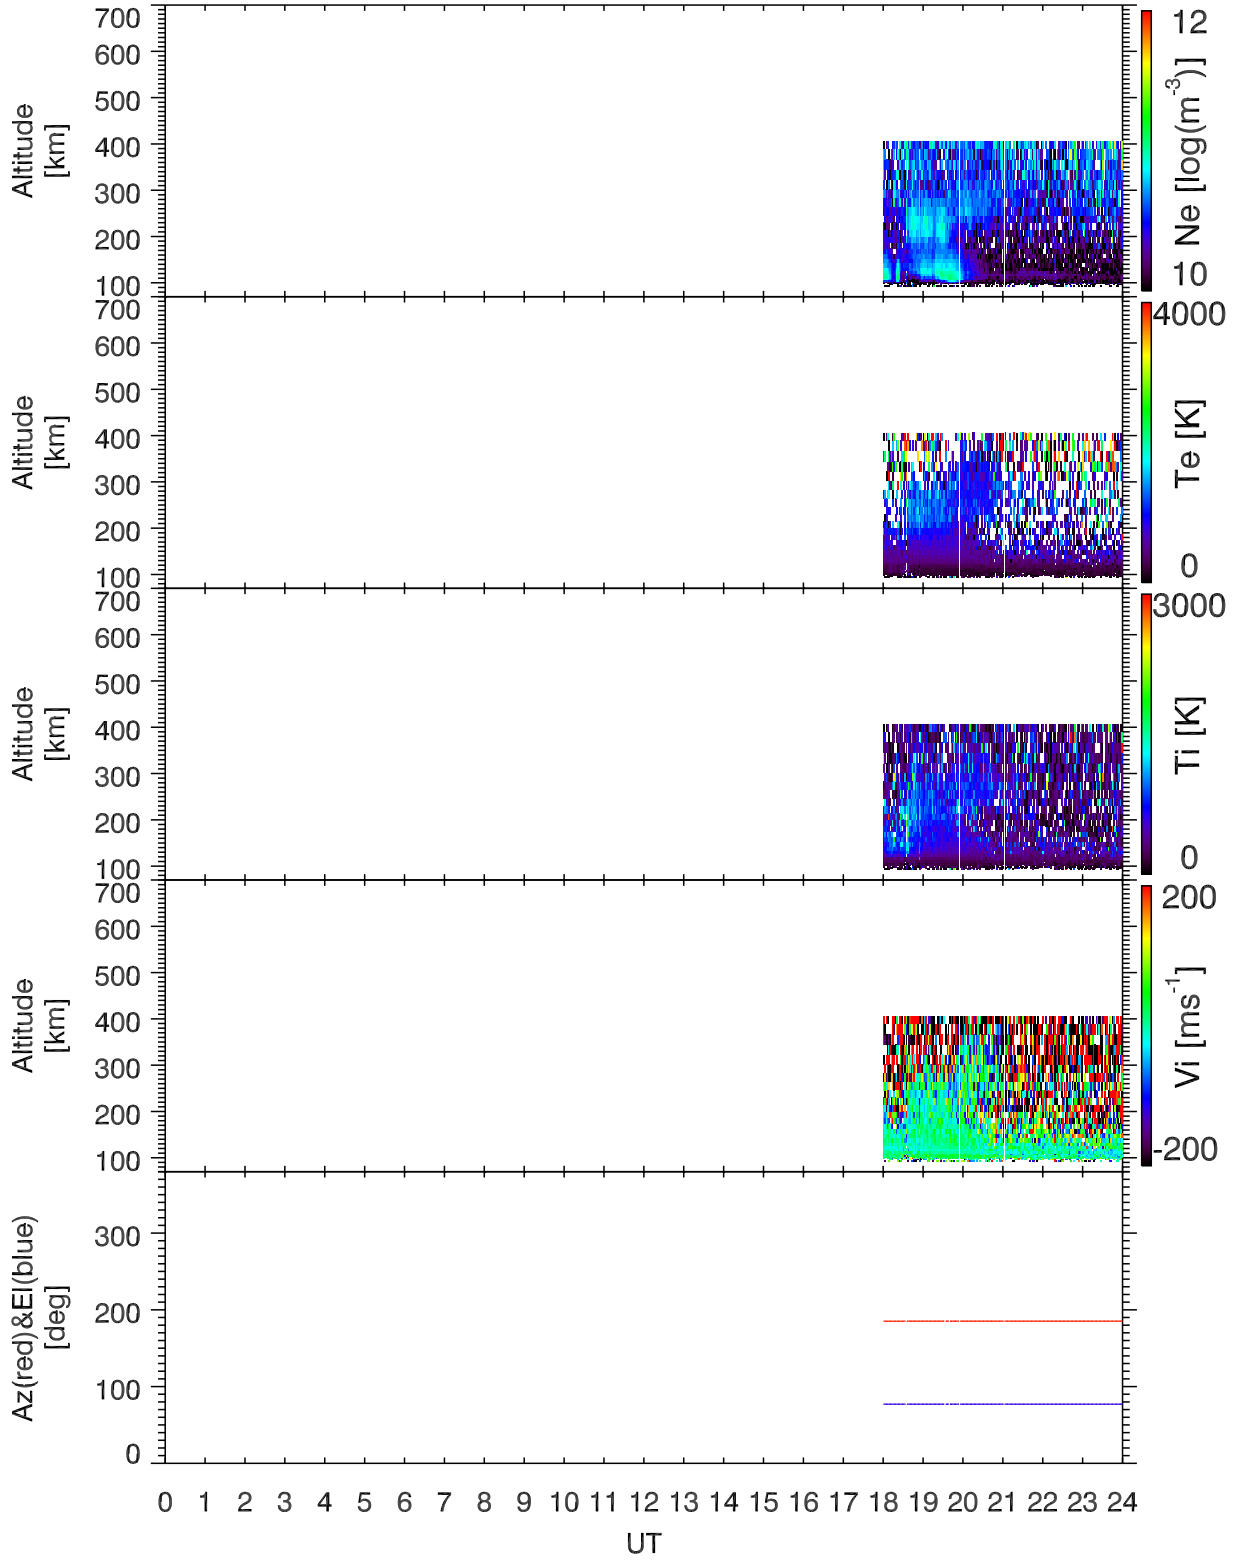 700
600
500
400
300
200
100
Altitude
[km]
12
10
Ne [log(m⁻³)]
700
600
500
400
300
200
100
Altitude
[km]
4000
0
Te [K]
700
600
500
400
300
200
100
Altitude
[km]
3000
0
Ti [K]
700
600
500
400
300
200
100
Altitude
[km]
200
-200
Vi [ms⁻¹]
300
200
100
0
Az(red)&El(blue)
[deg]
0 1 2 3 4 5 6 7 8 9 10 11 12 13 14 15 16 17 18 19 20 21 22 23 24
UT